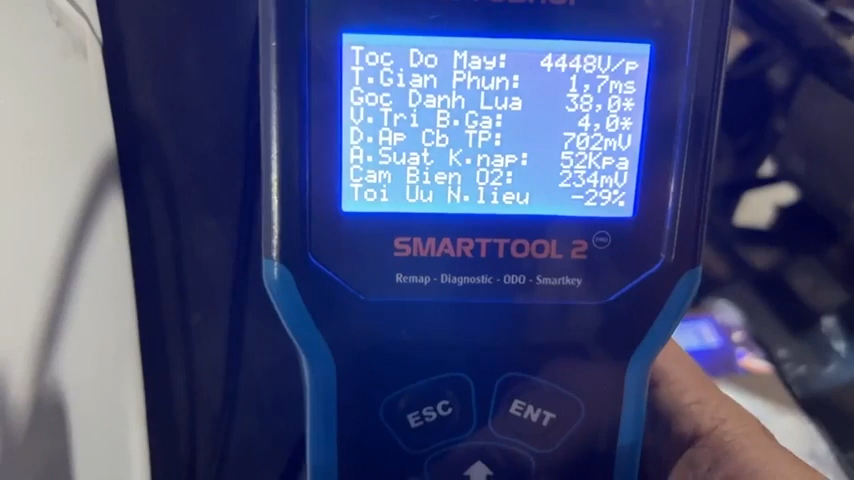 Toc Do May: 4448V/p
T.Gian Phun: 1,7ms
Goc Danh Lua 38,0*
V.Tri B.Ga: 4,0*
D.Ap Cb TP: 702mV
A.Suat K.nap: 52Kpa
Cam Bien O2: 234mV
Toi Uu N.lieu -29%
SMARTTOOL 2 PRO
Remap - Diagnostic - ODO - Smartkey
ESC ENT